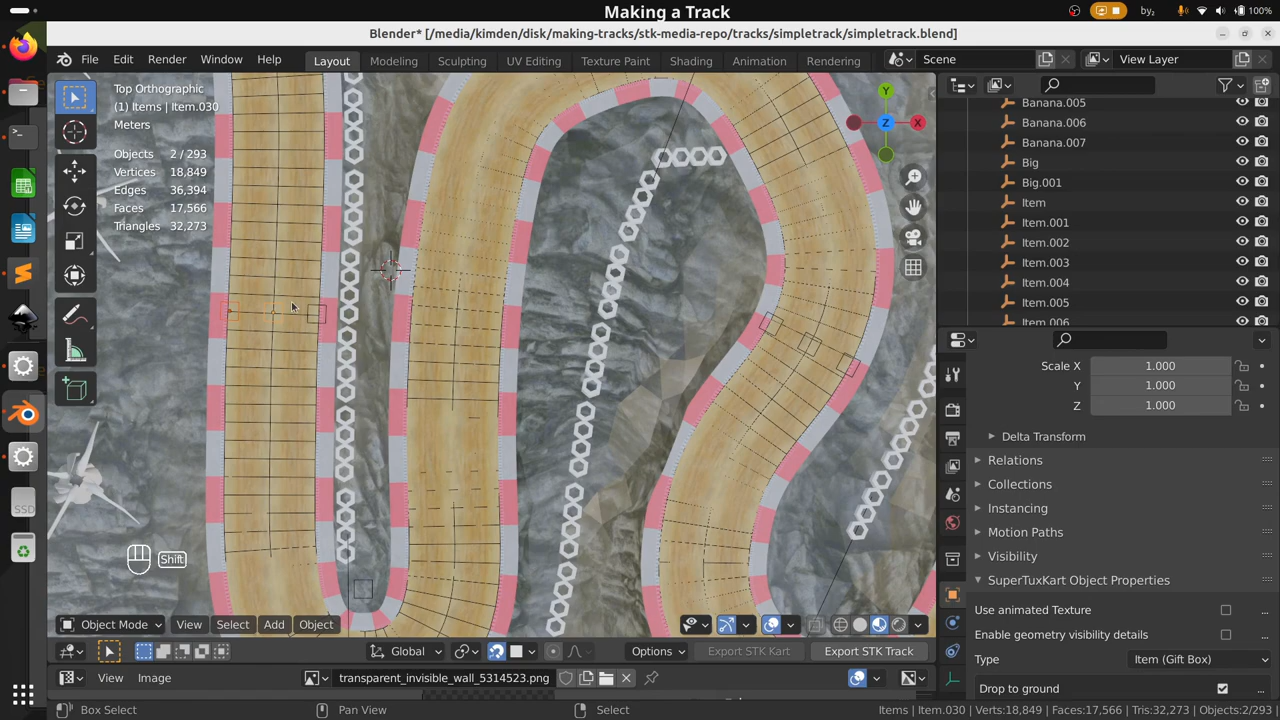 Making a Track
by₂
100%
Blender* [/media/kimden/disk/making-tracks/stk-media-repo/tracks/simpletrack/simpletrack.blend]
File Edit Render Window Help Layout Modeling Sculpting UV Editing Texture Paint Shading Animation Rendering Scene View Layer
Top Orthographic
(1) Items | Item.030
Meters
Objects 2 / 293
Vertices 18,849
Edges 36,394
Faces 17,566
Triangles 32,273
Y
Z X
Banana.005
Banana.006
Banana.007
Big
Big.001
Item
Item.001
Item.002
Item.003
Item.004
Item.005
Item.006
Scale X 1.000
Y 1.000
Z 1.000
Delta Transform
Relations
Collections
Instancing
Motion Paths
Visibility
SuperTuxKart Object Properties
Use animated Texture ...
Enable geometry visibility details ...
Type Item (Gift Box)
Drop to ground ...
Shift
SSD
Object Mode View Select Add Object
Global Options Export STK Kart Export STK Track
View Image transparent_invisible_wall_5314523.png
Box Select Pan View Select Items | Item.030 | Verts:18,849 | Faces:17,566 | Tris:32,273 | Objects:2/293